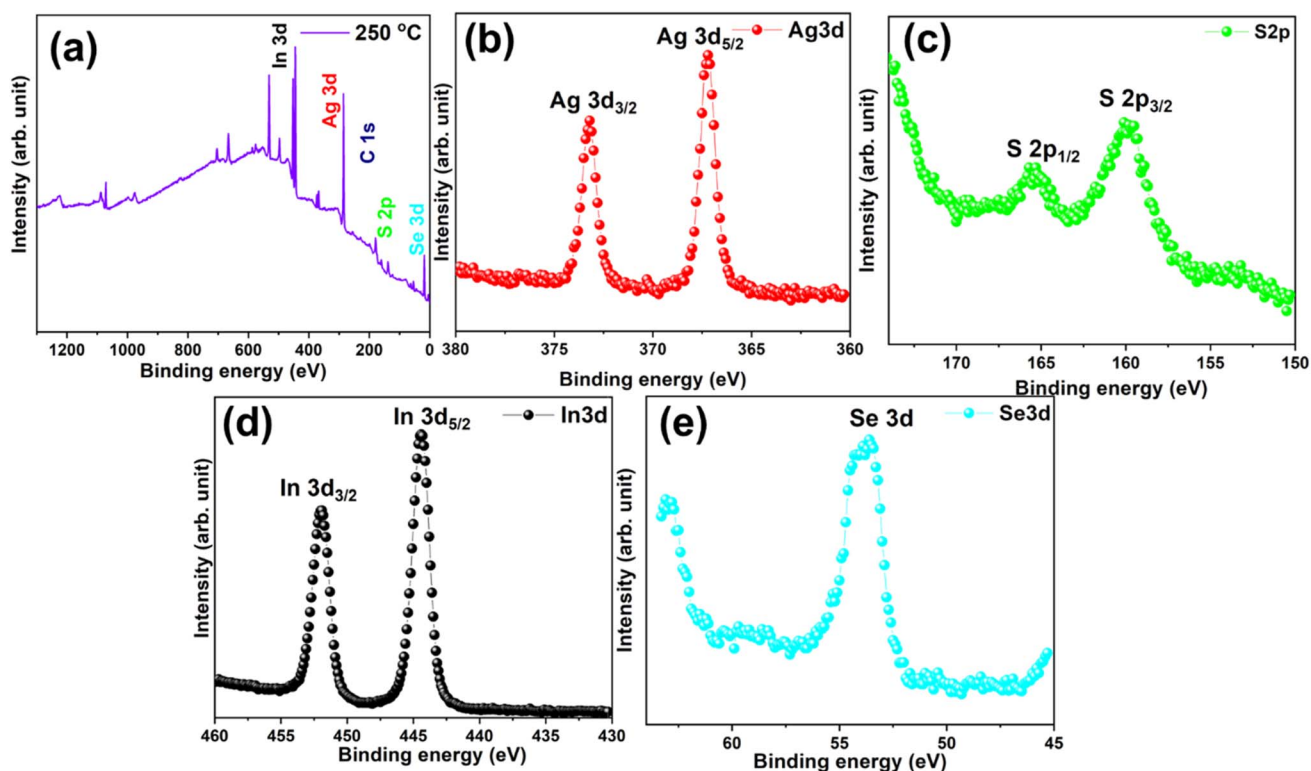 (a)
250 °C
In 3d
Ag 3d
C 1s
S 2p
Se 3d
Intensity (arb. unit)
1200 1000 800 600 400 200 0
Binding energy (eV)
(b)
Ag3d
Ag 3d5/2
Ag 3d3/2
Intensity (arb. unit)
380 375 370 365 360
Binding energy (eV)
(c)
S2p
S 2p3/2
S 2p1/2
Intensity (arb. unit)
170 165 160 155 150
Binding energy (eV)
(d)
In3d
In 3d5/2
In 3d3/2
Intensity (arb. unit)
460 455 450 445 440 435 430
Binding energy (eV)
(e)
Se 3d
Se3d
Intensity (arb. unit)
60 55 50 45
Binding energy (eV)